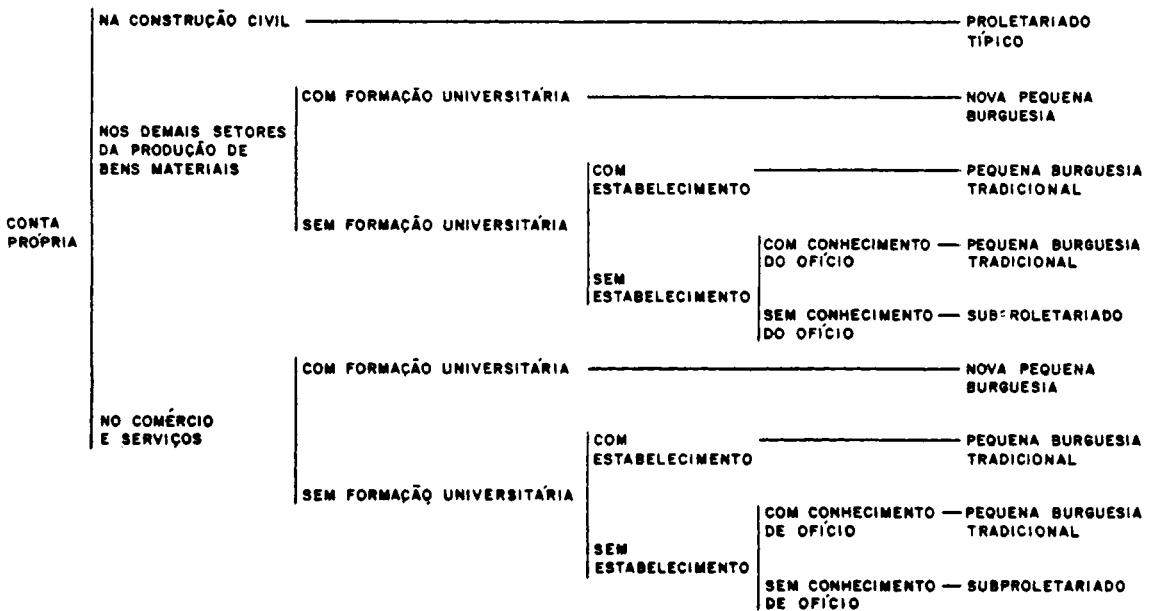 NA CONSTRUÇÃO CIVIL
PROLETARIADO
TÍPICO
COM FORMAÇÃO UNIVERSITÁRIA
NOVA PEQUENA
BURGUESIA
NOS DEMAIS SETORES
DA PRODUÇÃO DE
BENS MATERIAIS
COM
ESTABELECIMENTO
PEQUENA BURGUESIA
TRADICIONAL
SEM FORMAÇÃO UNIVERSITÁRIA
CONTA
PRÓPRIA
COM CONHECIMENTO
DO OFÍCIO
PEQUENA BURGUESIA
TRADICIONAL
SEM
ESTABELECIMENTO
SEM CONHECIMENTO
DO OFÍCIO
SUBPROLETARIADO
COM FORMAÇÃO UNIVERSITÁRIA
NOVA PEQUENA
BURGUESIA
NO COMÉRCIO
E SERVIÇOS
COM
ESTABELECIMENTO
PEQUENA BURGUESIA
TRADICIONAL
SEM FORMAÇÃO UNIVERSITÁRIA
COM CONHECIMENTO
DE OFÍCIO
PEQUENA BURGUESIA
TRADICIONAL
SEM
ESTABELECIMENTO
SEM CONHECIMENTO
DE OFÍCIO
SUBPROLETARIADO